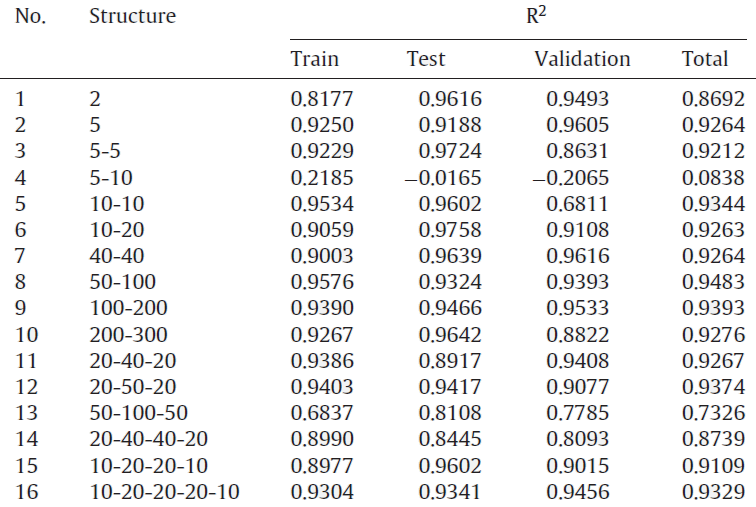 No. Structure R²
Train Test Validation Total
1 2 0.8177 0.9616 0.9493 0.8692
2 5 0.9250 0.9188 0.9605 0.9264
3 5-5 0.9229 0.9724 0.8631 0.9212
4 5-10 0.2185 −0.0165 −0.2065 0.0838
5 10-10 0.9534 0.9602 0.6811 0.9344
6 10-20 0.9059 0.9758 0.9108 0.9263
7 40-40 0.9003 0.9639 0.9616 0.9264
8 50-100 0.9576 0.9324 0.9393 0.9483
9 100-200 0.9390 0.9466 0.9533 0.9393
10 200-300 0.9267 0.9642 0.8822 0.9276
11 20-40-20 0.9386 0.8917 0.9408 0.9267
12 20-50-20 0.9403 0.9417 0.9077 0.9374
13 50-100-50 0.6837 0.8108 0.7785 0.7326
14 20-40-40-20 0.8990 0.8445 0.8093 0.8739
15 10-20-20-10 0.8977 0.9602 0.9015 0.9109
16 10-20-20-20-10 0.9304 0.9341 0.9456 0.9329